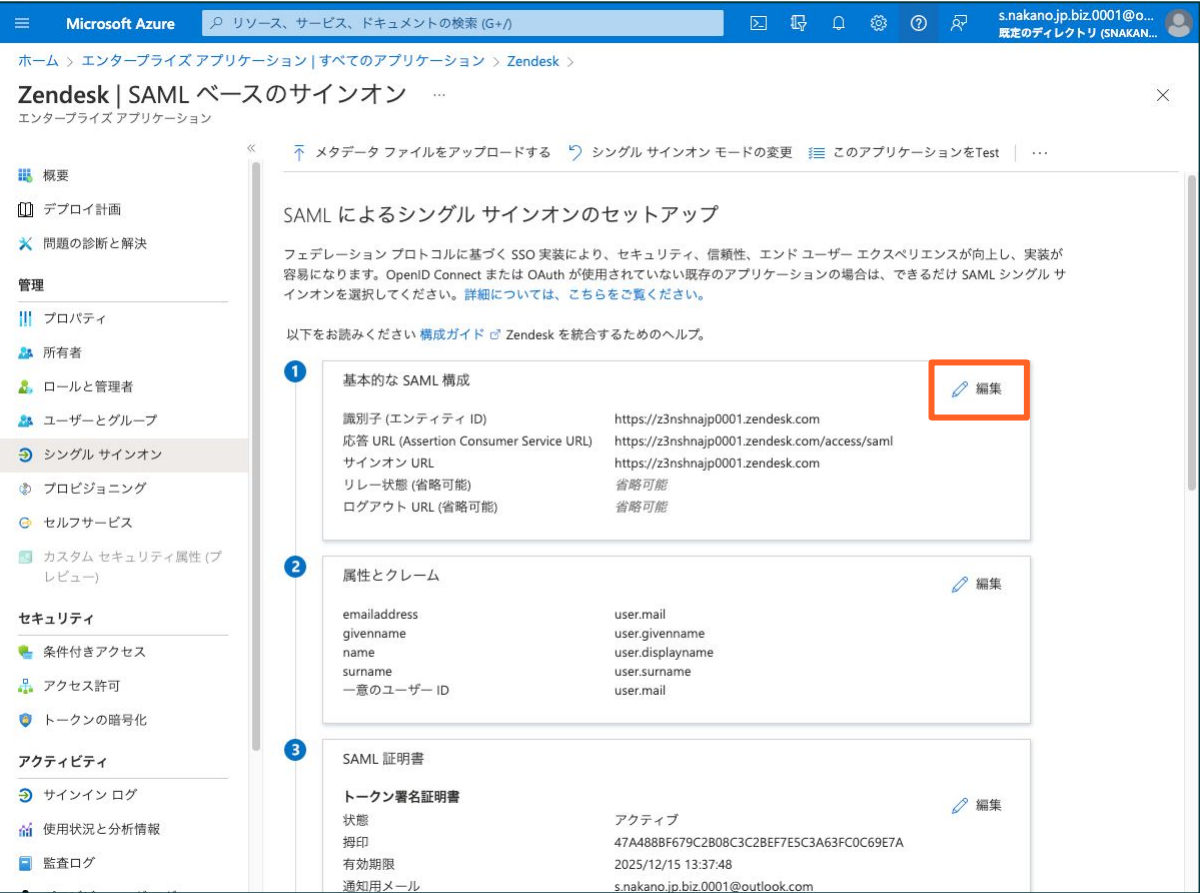 Microsoft Azure
リソース、サービス、ドキュメントの検索 (G+/)
s.nakano.jp.biz.0001@o...
既定のディレクトリ (SNAKAN...
ホーム > エンタープライズ アプリケーション | すべてのアプリケーション > Zendesk >
Zendesk | SAML ベースのサインオン ...
エンタープライズ アプリケーション
«
メタデータ ファイルをアップロードする シングル サインオン モードの変更 このアプリケーションをTest ...
概要
デプロイ計画
問題の診断と解決
管理
プロパティ
所有者
ロールと管理者
ユーザーとグループ
シングル サインオン
プロビジョニング
セルフサービス
カスタム セキュリティ属性 (プ
レビュー)
セキュリティ
条件付きアクセス
アクセス許可
トークンの暗号化
アクティビティ
サインイン ログ
使用状況と分析情報
監査ログ
SAML によるシングル サインオンのセットアップ
フェデレーション プロトコルに基づく SSO 実装により、セキュリティ、信頼性、エンド ユーザー エクスペリエンスが向上し、実装が
容易になります。OpenID Connect または OAuth が使用されていない既存のアプリケーションの場合は、できるだけ SAML シングル サ
インオンを選択してください。詳細については、こちらをご覧ください。
以下をお読みください 構成ガイド Zendesk を統合するためのヘルプ。
1
基本的な SAML 構成
編集
識別子 (エンティティ ID) https://z3nshnajp0001.zendesk.com
応答 URL (Assertion Consumer Service URL) https://z3nshnajp0001.zendesk.com/access/saml
サインオン URL https://z3nshnajp0001.zendesk.com
リレー状態 (省略可能) 省略可能
ログアウト URL (省略可能) 省略可能
2
属性とクレーム
編集
emailaddress user.mail
givenname user.givenname
name user.displayname
surname user.surname
一意のユーザー ID user.mail
3
SAML 証明書
トークン署名証明書
編集
状態 アクティブ
拇印 47A488BF679C2B08C3C2BEF7E5C3A63FC0C69E7A
有効期限 2025/12/15 13:37:48
通知用メール s.nakano.jp.biz.0001@outlook.com